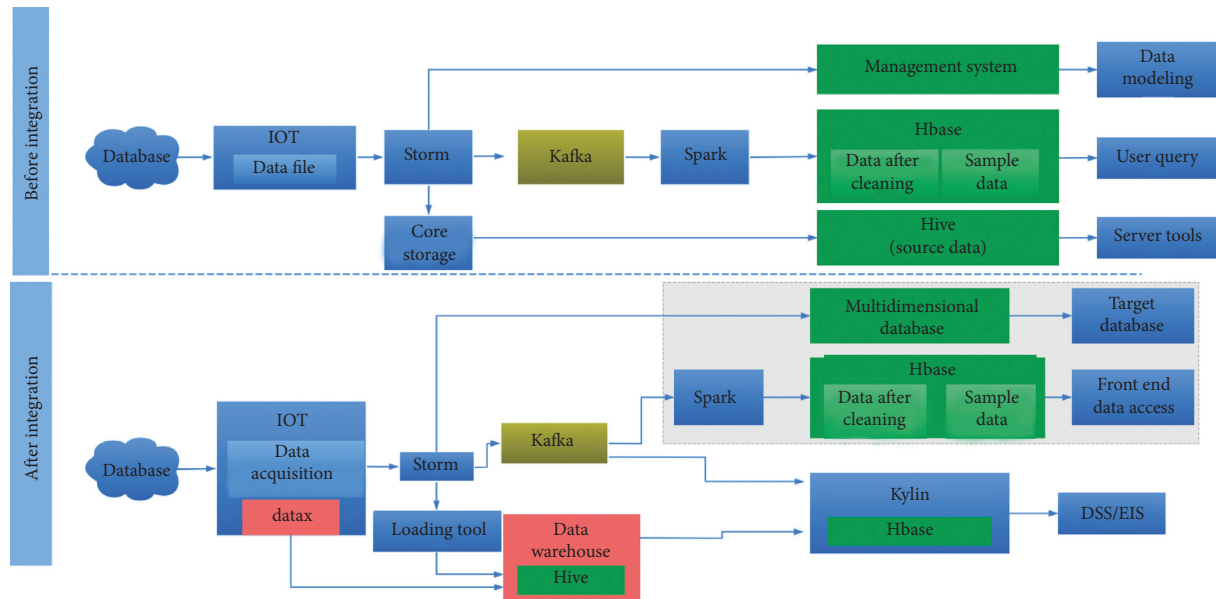 Before integration
Management system
Data
modeling
Database
IOT
Data file
Storm
Kafka
Spark
Hbase
Data after
cleaning
Sample
data
User query
Core
storage
Hive
(source data)
Server tools
After integration
Multidimensional
database
Target
database
Spark
Hbase
Data after
cleaning
Sample
data
Front end
data access
Database
IOT
Data
acquisition
datax
Storm
Kafka
Loading tool
Data
warehouse
Hive
Kylin
Hbase
DSS/EIS